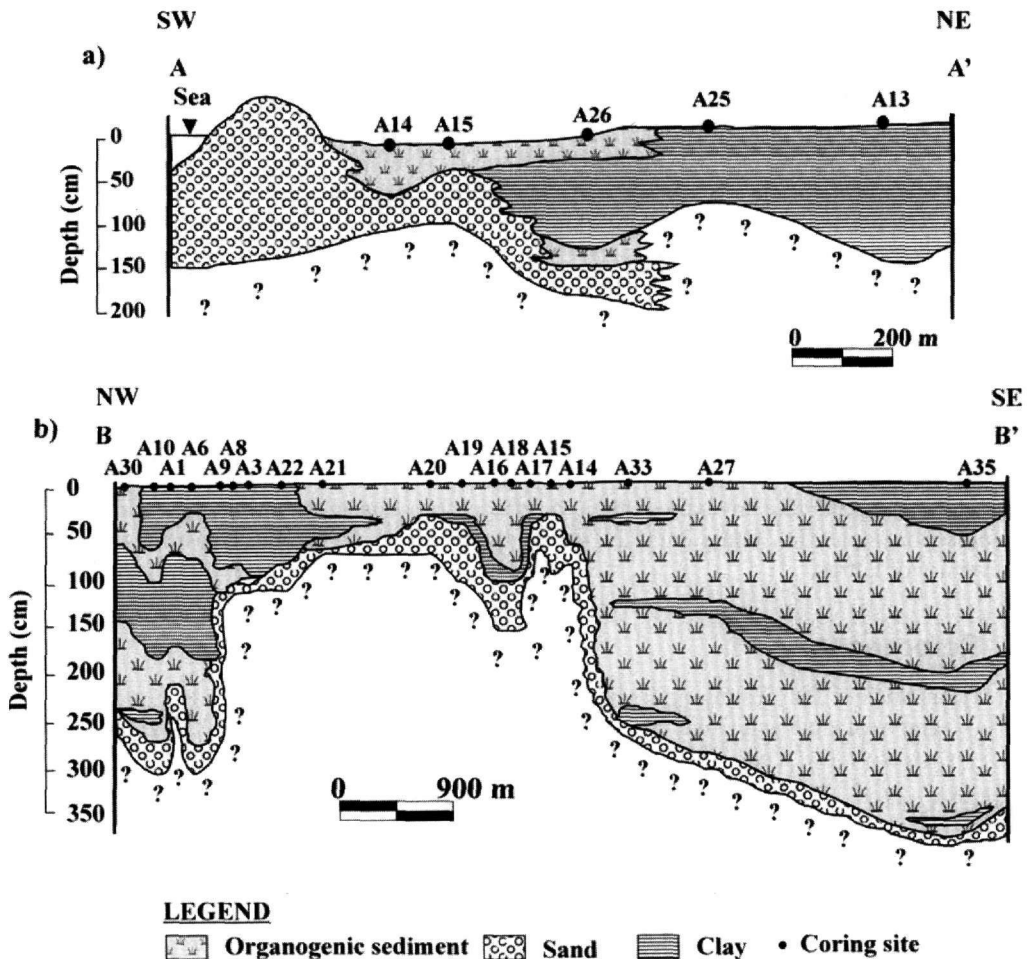 SW NE
a)
A A'
Sea
A14 A15 A26 A25 A13
0
50
100
150
200
Depth (cm)
? ? ? ? ? ? ? ? ? ? ? ? ? ? ? ? ?
0 200 m
NW SE
b) B B'
A10 A6 A8 A19 A18 A15
A30 A1 A9 A3 A22 A21 A20 A16 A17 A14 A33 A27 A35
0
50
100
150
200
250
300
350
Depth (cm)
? ? ? ? ? ? ? ? ? ? ? ? ? ? ? ? ? ? ? ? ? ? ? ? ? ? ? ? ? ? ? ? ? ?
0 900 m
LEGEND
Organogenic sediment Sand Clay Coring site